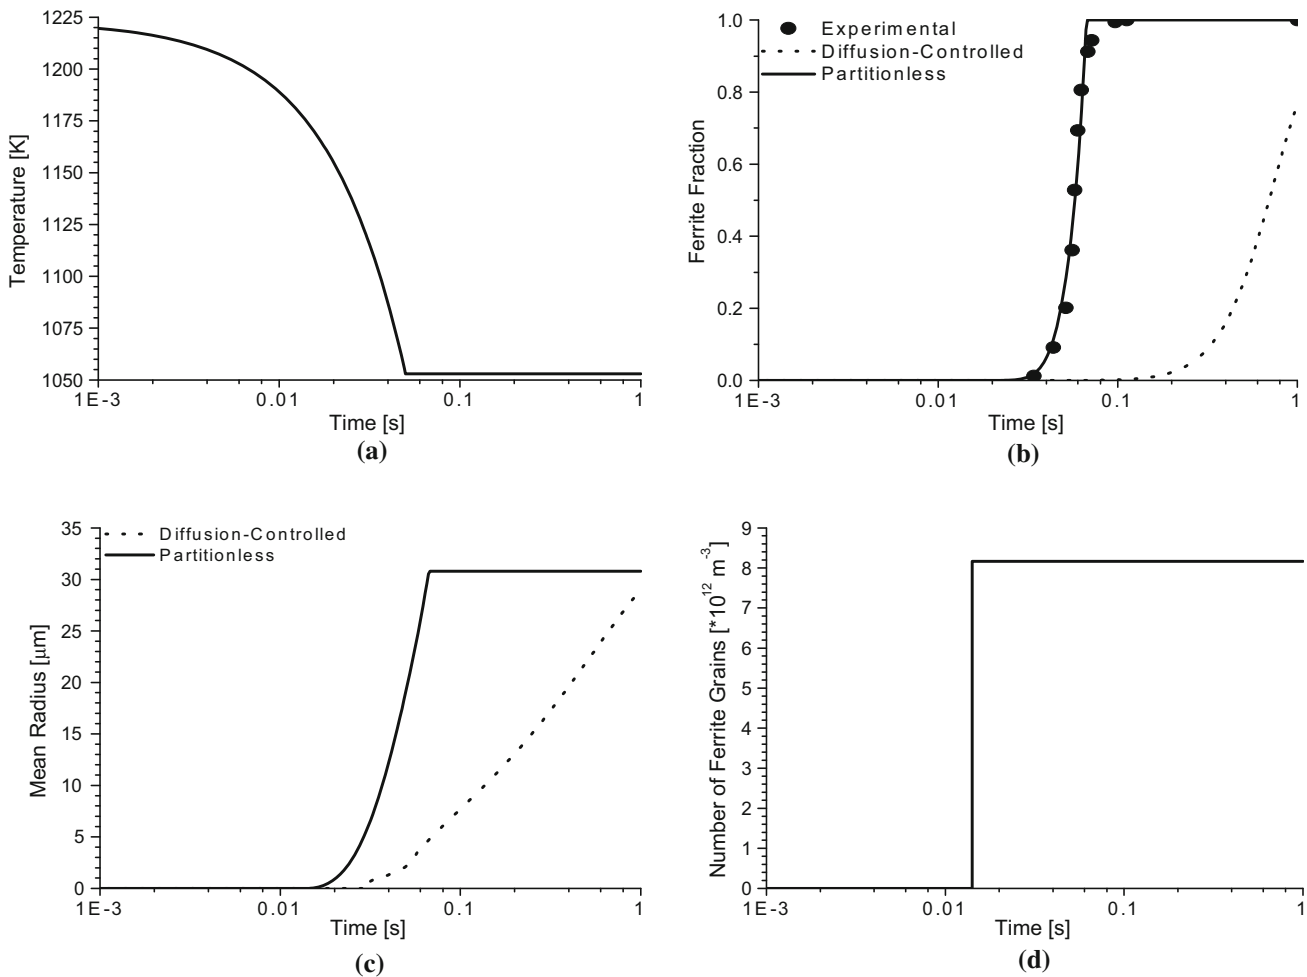 1225
1200
1175
1150
1125
1100
1075
1050
Temperature [K]
1E-3
0.01
0.1
1
Time [s]
(a)
1.0
0.8
0.6
0.4
0.2
0.0
Ferrite Fraction
Experimental
Diffusion-Controlled
Partitionless
1E-3
0.01
0.1
1
Time [s]
(b)
35
30
25
20
15
10
5
0
Mean Radius [µm]
Diffusion-Controlled
Partitionless
1E-3
0.01
0.1
1
Time [s]
(c)
9
8
7
6
5
4
3
2
1
0
Number of Ferrite Grains [*10¹² m⁻³]
1E-3
0.01
0.1
1
Time [s]
(d)